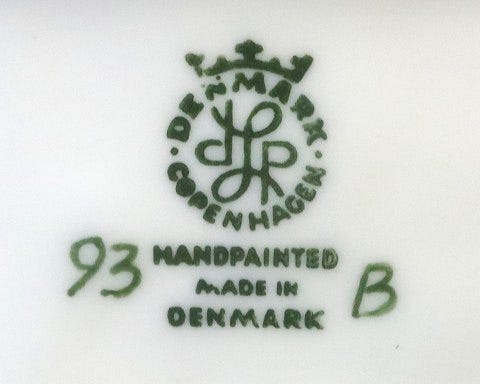 DENMARK
COPENHAGEN
93 HANDPAINTED B
MADE IN
DENMARK